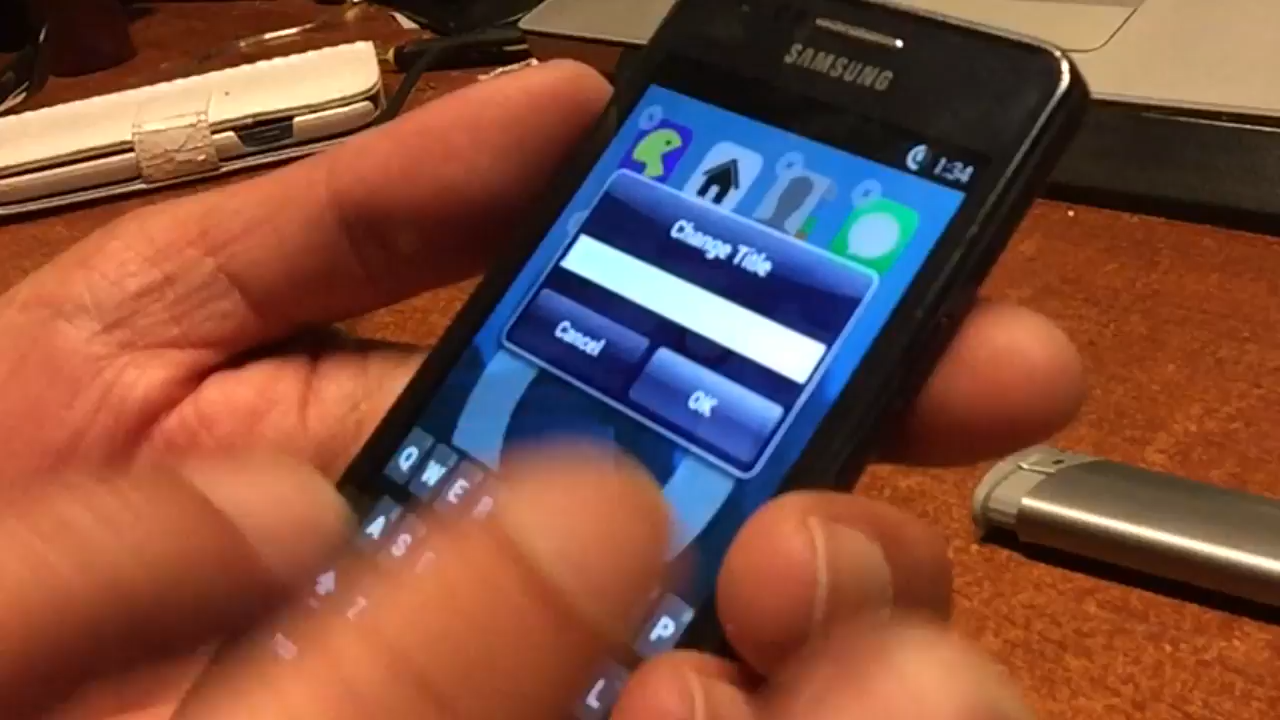 SAMSUNG
1:34
Change Title
Cancel
OK
Q W E R
P
A S
L
Z